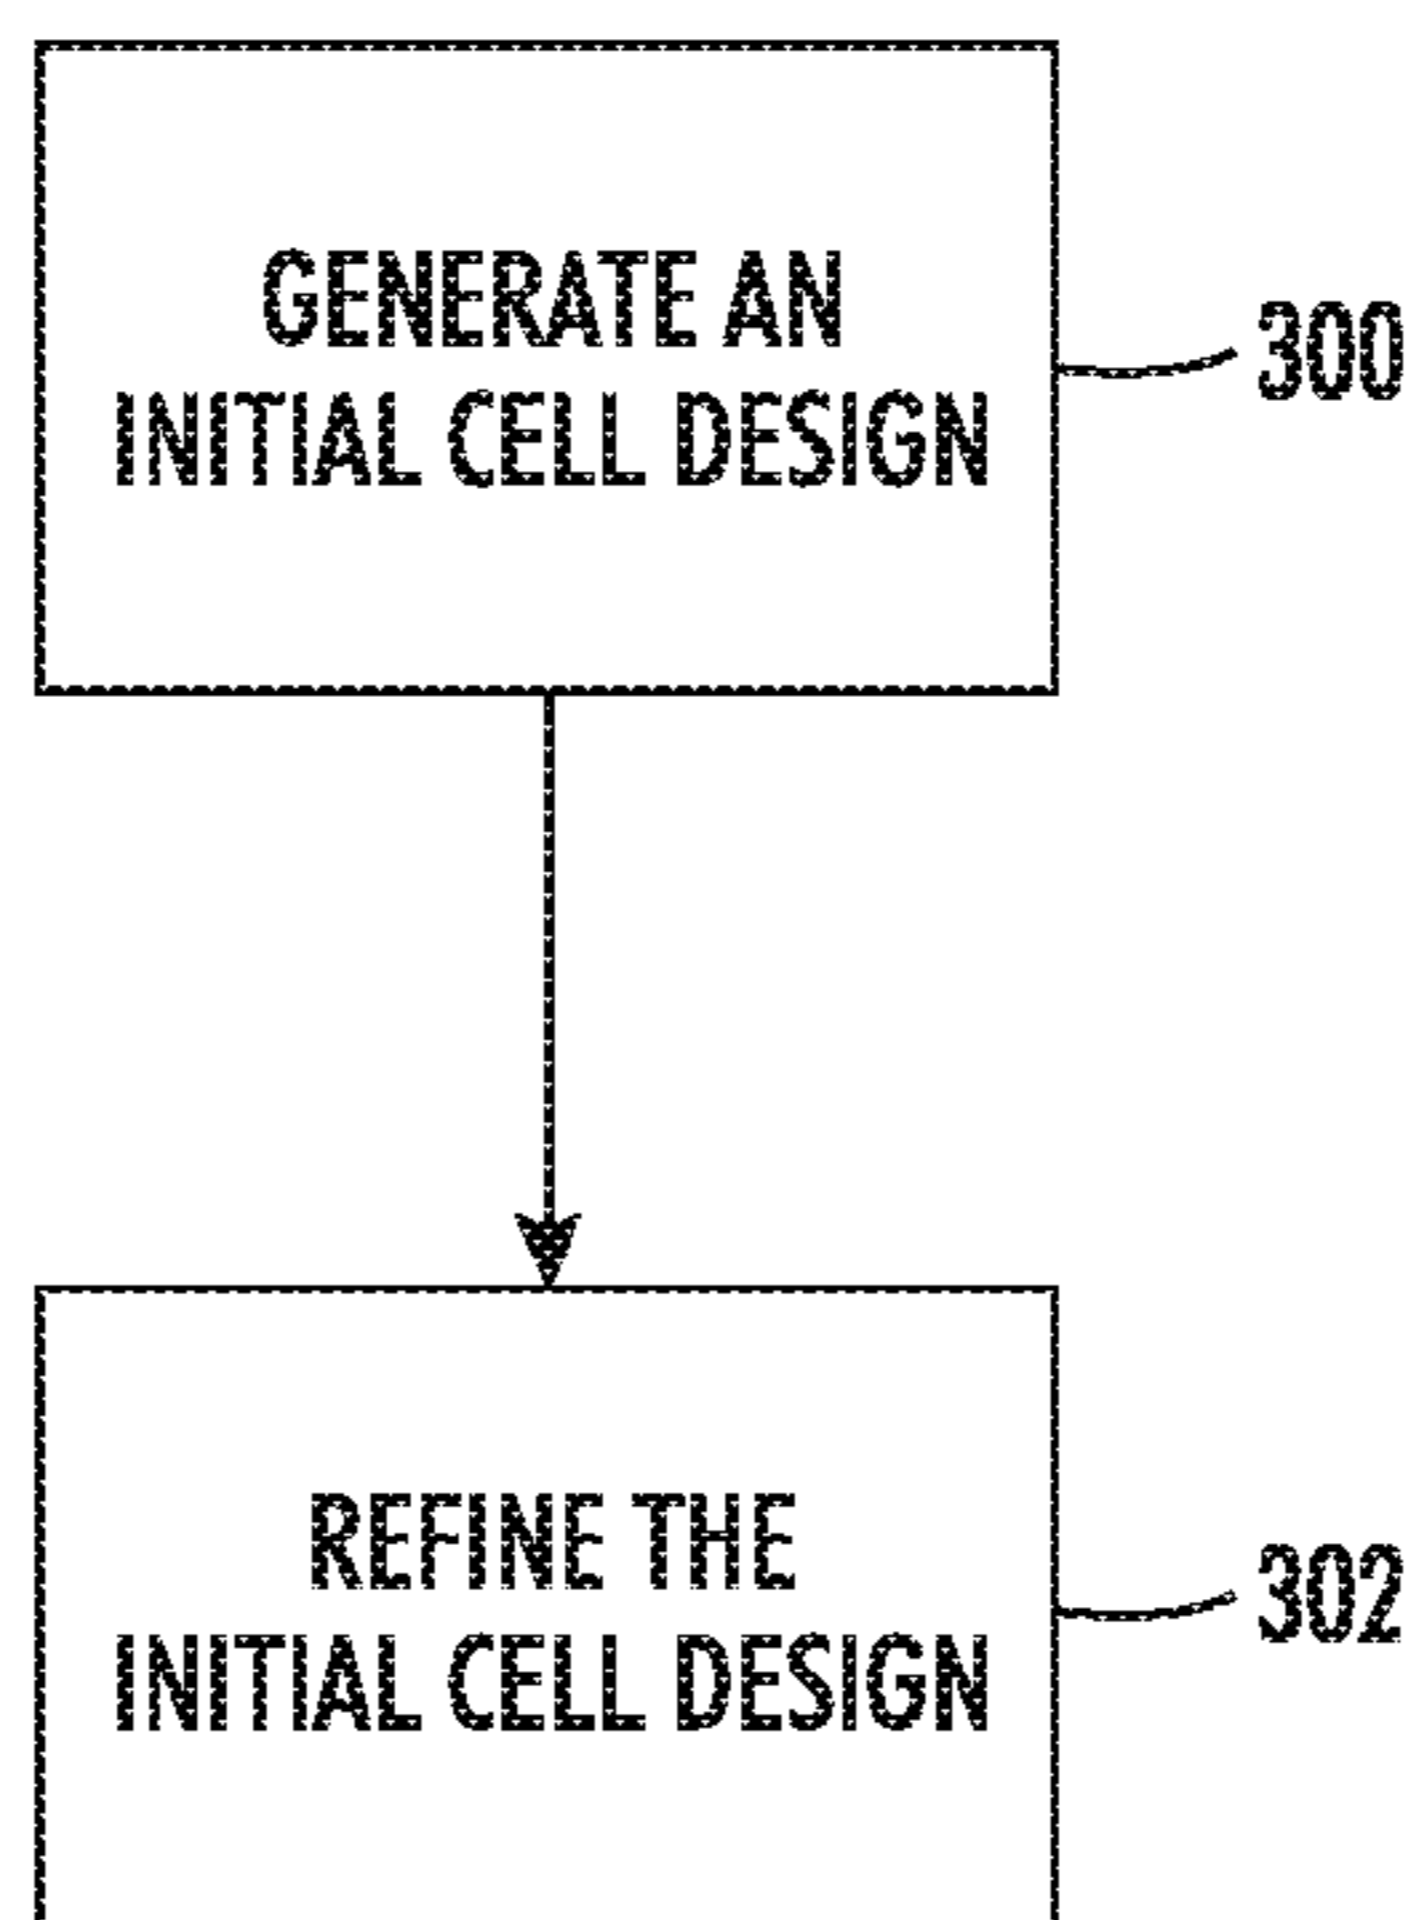 GENERATE AN
INITIAL CELL DESIGN
300
REFINE THE
INITIAL CELL DESIGN
302